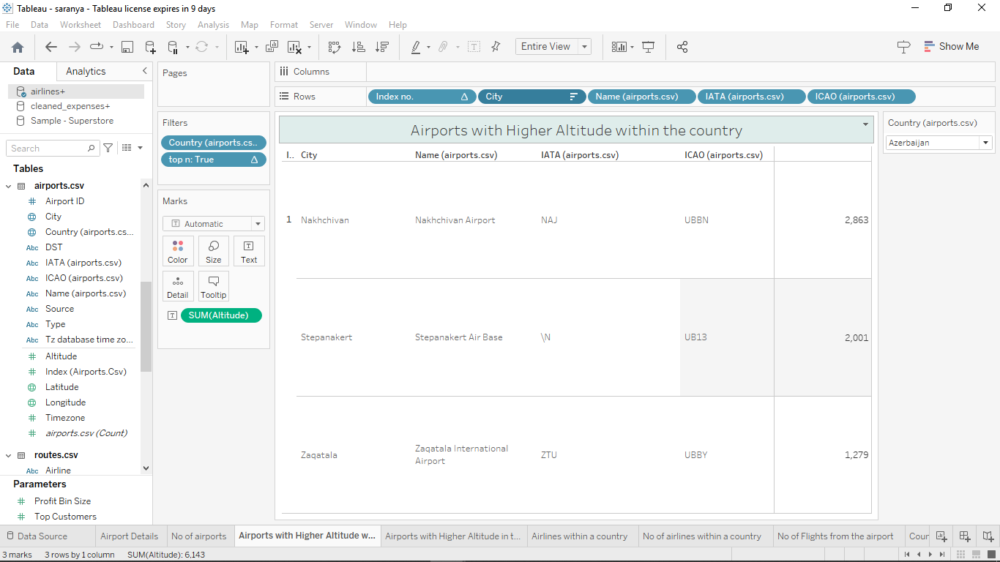 Tableau - saranya - Tableau license expires in 9 days
File Data Worksheet Dashboard Story Analysis Map Format Server Window Help
Entire View
Show Me
Data Analytics
airlines+
cleaned_expenses+
Sample - Superstore
Search
Tables
airports.csv
Airport ID
City
Country (airports.cs...
Abc DST
Abc IATA (airports.csv)
Abc ICAO (airports.csv)
Abc Name (airports.csv)
Abc Source
Abc Type
Abc Tz database time zo...
Altitude
Index (Airports.Csv)
Latitude
Longitude
Timezone
airports.csv (Count)
routes.csv
Abc Airline
Parameters
Profit Bin Size
Top Customers
Pages
Filters
Country (airports.cs..
top n: True
Marks
Automatic
Color Size Text
Detail Tooltip
SUM(Altitude)
Columns
Rows Index no. City Name (airports.csv) IATA (airports.csv) ICAO (airports.csv)
Airports with Higher Altitude within the country
I.. City Name (airports.csv) IATA (airports.csv) ICAO (airports.csv)
1 Nakhchivan Nakhchivan Airport NAJ UBBN 2,863
Stepanakert Stepanakert Air Base \N UB13 2,001
Zaqatala Zaqatala International
Airport ZTU UBBY 1,279
Country (airports.csv)
Azerbaijan
Data Source Airport Details No of airports Airports with Higher Altitude w... Airports with Higher Altitude in t... Airlines within a country No of airlines within a country No of Flights from the airport Cour
3 marks 3 rows by 1 column SUM(Altitude): 6,143